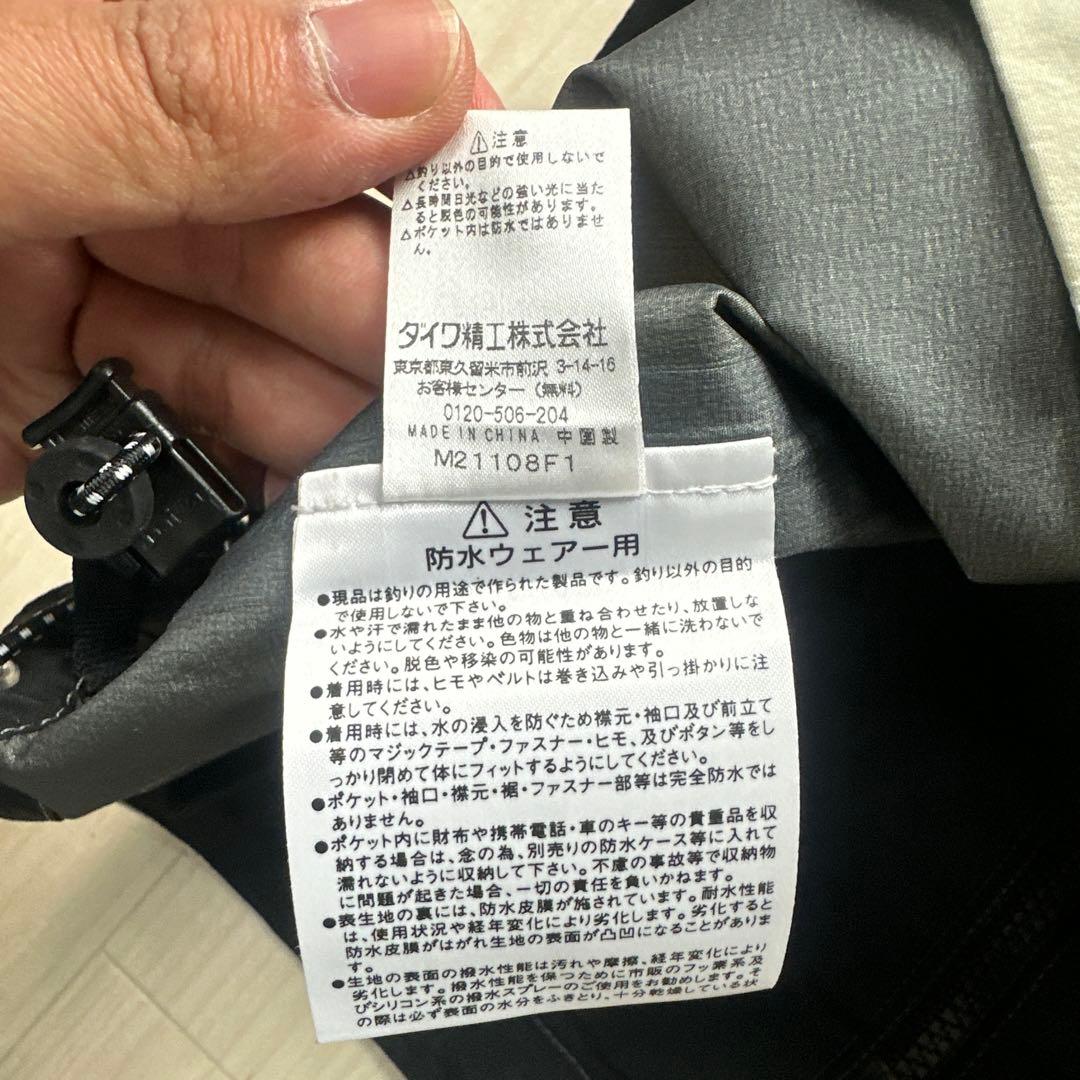 ⚠注意
⚠釣り以外の目的で使用しないで
ください。
⚠長時間日光などの強い光に当た
ると脱色の可能性があります。
⚠ポケット内は防水ではありませ
ん。
ダイワ精工株式会社
東京都東久留米市前沢 3-14-16
お客様センター (無料)
0120-506-204
MADE IN CHINA 中国製
M21108F1
⚠注意
防水ウェアー用
●現品は釣りの用途で作られた製品です。釣り以外の目的
で使用しないで下さい。
●水や汗で濡れたまま他の物と重ね合わせたり、放置しな
いようにしてください。色物は他の物と一緒に洗わないで
ください。脱色や移染の可能性があります。
●着用時には、ヒモやベルトは巻き込みや引っ掛かりに注
意してください。
●着用時には、水の浸入を防ぐため襟元・袖口及び前立て
等のマジックテープ・ファスナー・ヒモ、及びボタン等をし
っかり閉めて体にフィットするようにしてください。
●ポケット・袖口・襟元・裾・ファスナー部等は完全防水では
ありません。
●ポケット内に財布や携帯電話・車のキー等の貴重品を収
納する場合は、念の為、別売りの防水ケース等に入れて
濡れないように収納して下さい。不慮の事故等で収納物
に問題が起きた場合、一切の責任を負いかねます。
●表生地の裏には、防水皮膜が施されています。耐水性能
は、使用状況や経年変化により劣化します。劣化すると
防水皮膜がはがれ生地の表面が凸凹になることがありま
す。
●生地の表面の撥水性能は汚れや摩擦、経年変化により
劣化します。撥水性能を保つために市販のフッ素系及
びシリコン系の撥水スプレーのご使用をお勧めします。そ
の際は必ず表面の水分をふきとり、十分乾燥している状